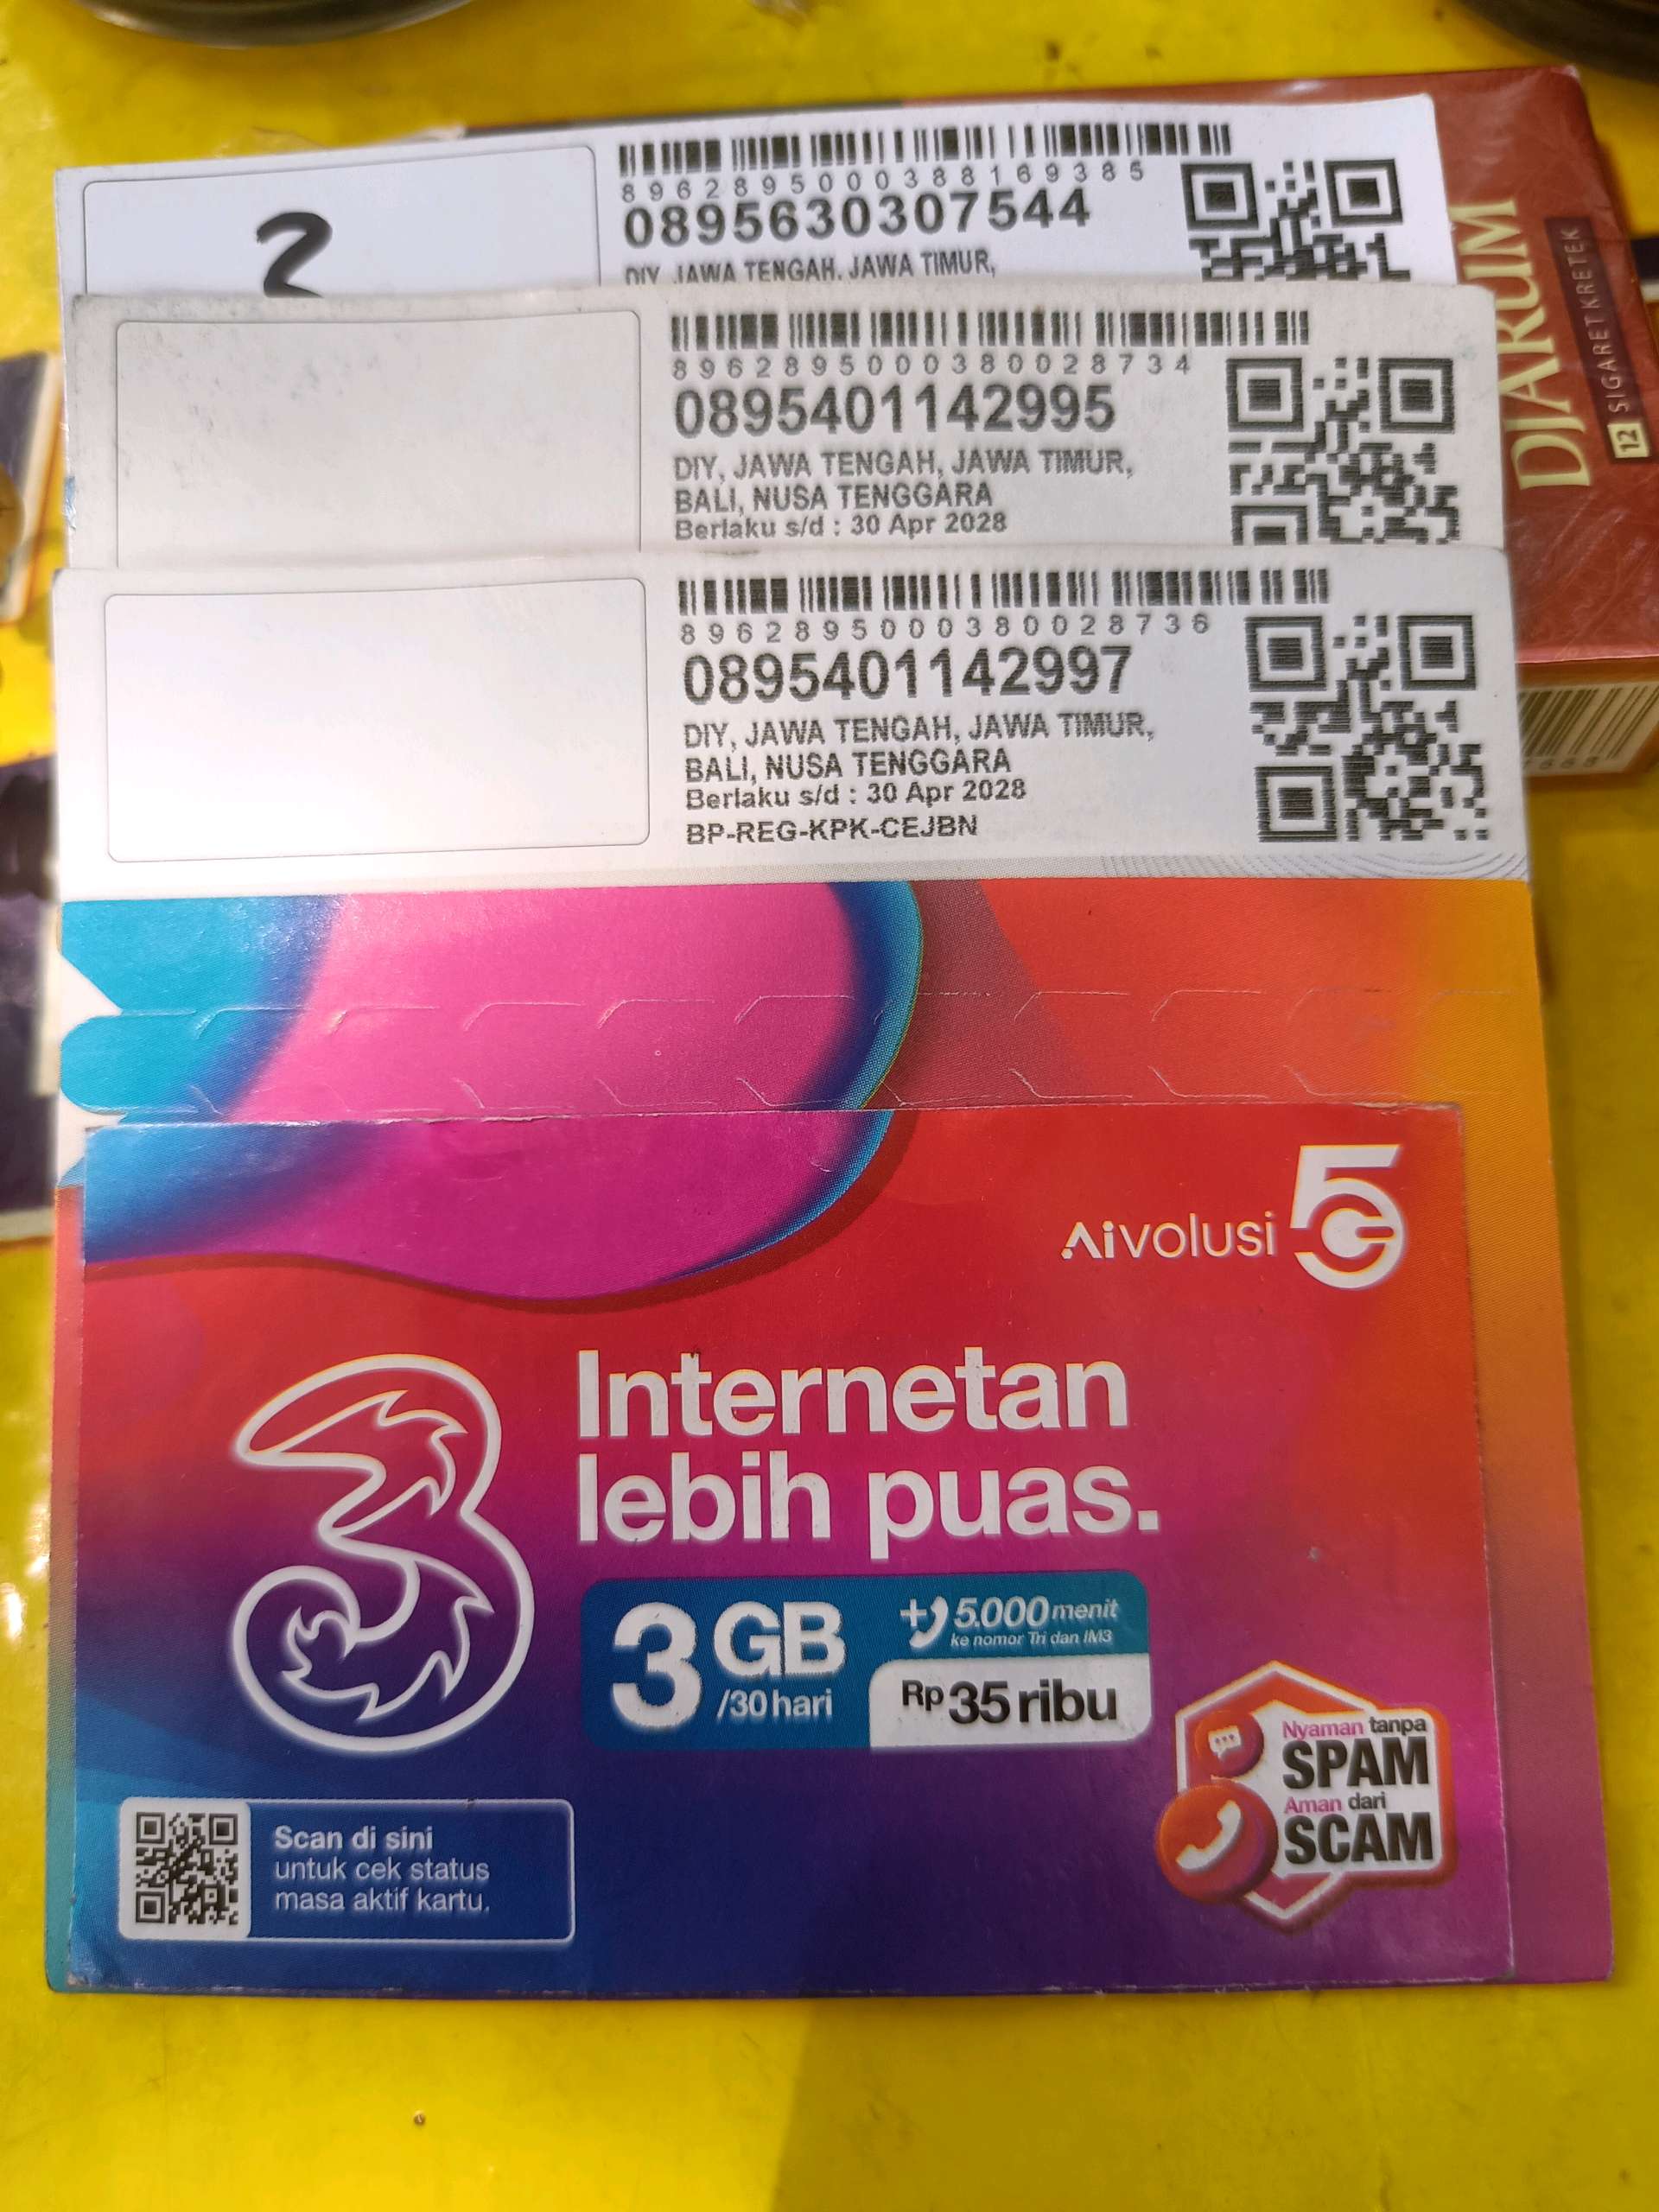 8962895000388169385
0895630307544
DIY, JAWA TENGAH, JAWA TIMUR,
8962895000380028734
0895401142995
DIY, JAWA TENGAH, JAWA TIMUR,
BALI, NUSA TENGGARA
Berlaku s/d : 30 Apr 2028
8962895000380028736
0895401142997
DIY, JAWA TENGAH, JAWA TIMUR,
BALI, NUSA TENGGARA
Berlaku s/d : 30 Apr 2028
BP-REG-KPK-CEJBN
DJARUM
12 SIGARET KRETEK
Aivolusi 5G
3
Internetan
lebih puas.
3 GB
/30 hari
+ 5.000 menit
ke nomor Tri dan IM3
Rp 35 ribu
Nyaman tanpa
SPAM
Aman dari
SCAM
Scan di sini
untuk cek status
masa aktif kartu.